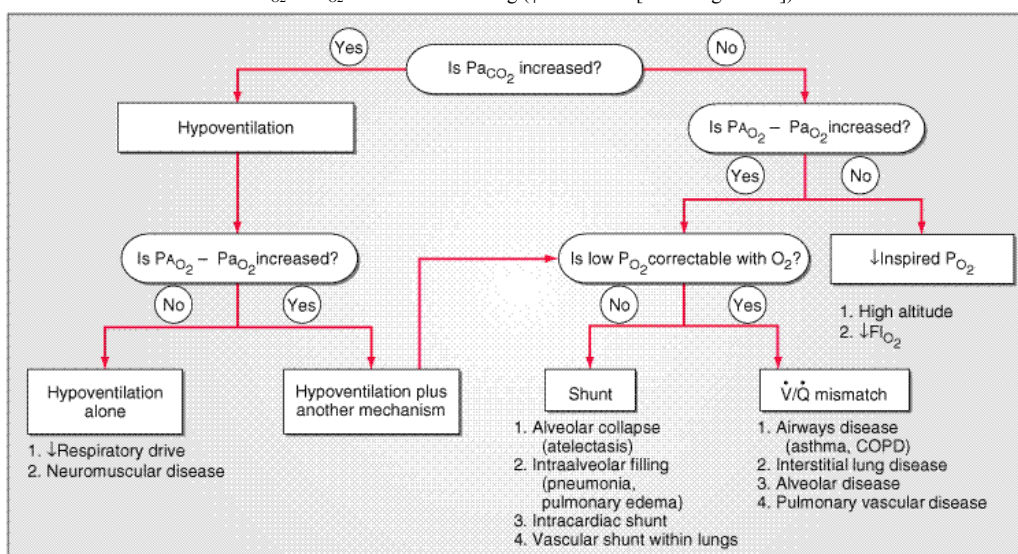 Yes
No
Is PaCO2 increased?
Hypoventilation
Is PAO2 – PaO2 increased?
Yes
No
Is PAO2 – PaO2 increased?
Is low PO2 correctable with O2?
↓Inspired PO2
No
Yes
No
Yes
1. High altitude
2. ↓FIO2
Hypoventilation
alone
Hypoventilation plus
another mechanism
Shunt
V̇/Q̇ mismatch
1. ↓Respiratory drive
2. Neuromuscular disease
1. Alveolar collapse
(atelectasis)
2. Intraalveolar filling
(pneumonia,
pulmonary edema)
3. Intracardiac shunt
4. Vascular shunt within lungs
1. Airways disease
(asthma, COPD)
2. Interstitial lung disease
3. Alveolar disease
4. Pulmonary vascular disease